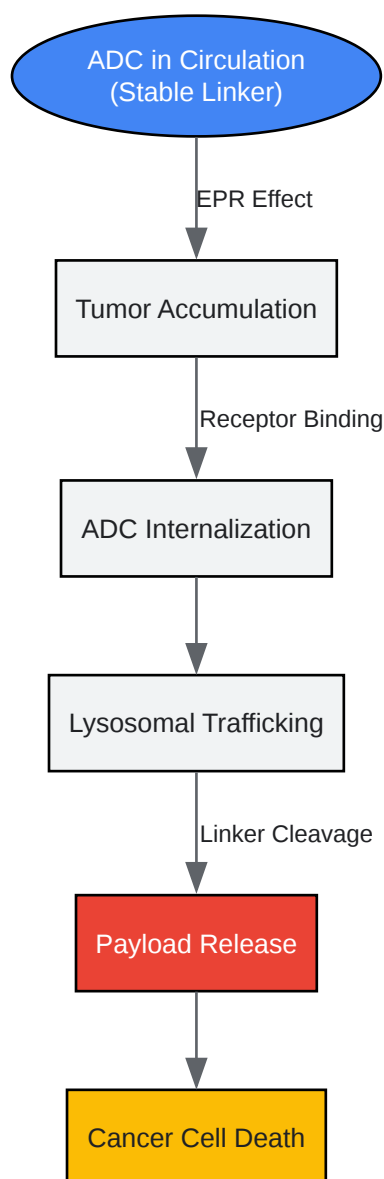 ADC in Circulation
(Stable Linker)
EPR Effect
Tumor Accumulation
Receptor Binding
ADC Internalization
Lysosomal Trafficking
Linker Cleavage
Payload Release
Cancer Cell Death